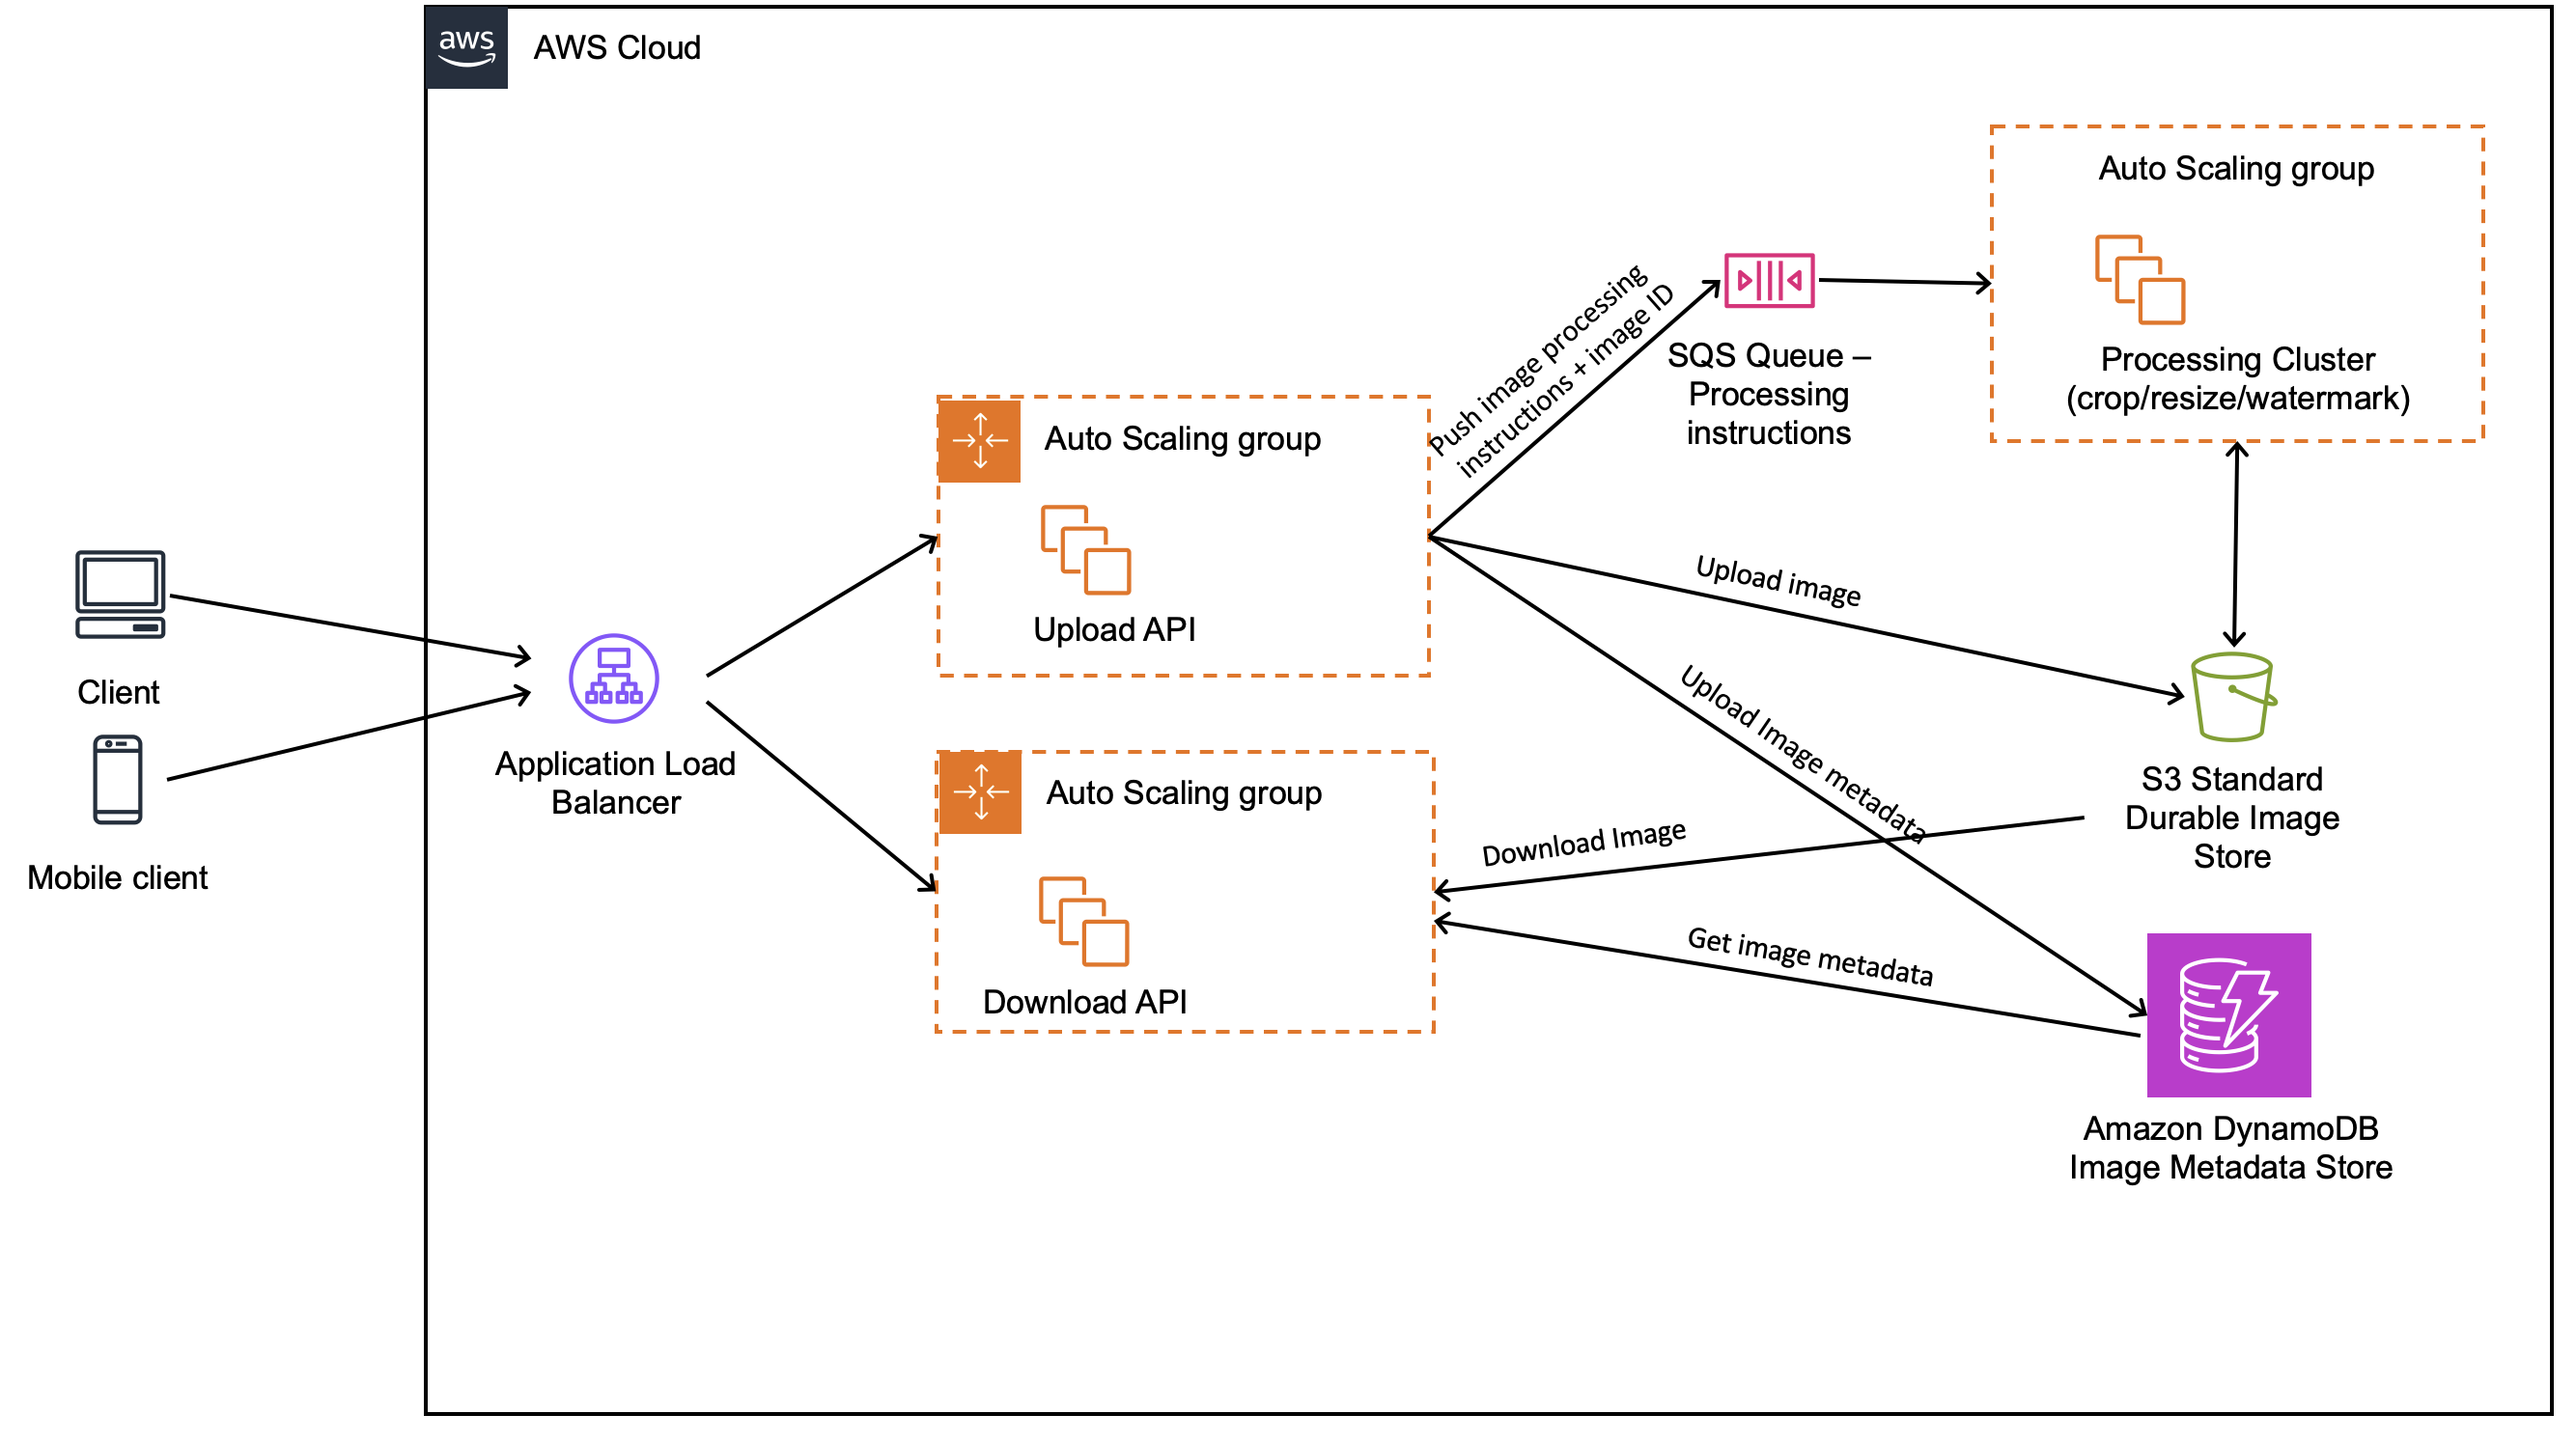 aws
AWS Cloud
Client
Mobile client
Application Load
Balancer
Auto Scaling group
Upload API
Auto Scaling group
Download API
Push image processing
instructions + image ID
SQS Queue –
Processing
instructions
Auto Scaling group
Processing Cluster
(crop/resize/watermark)
Upload image
Upload Image metadata
Download Image
Get image metadata
S3 Standard
Durable Image
Store
Amazon DynamoDB
Image Metadata Store